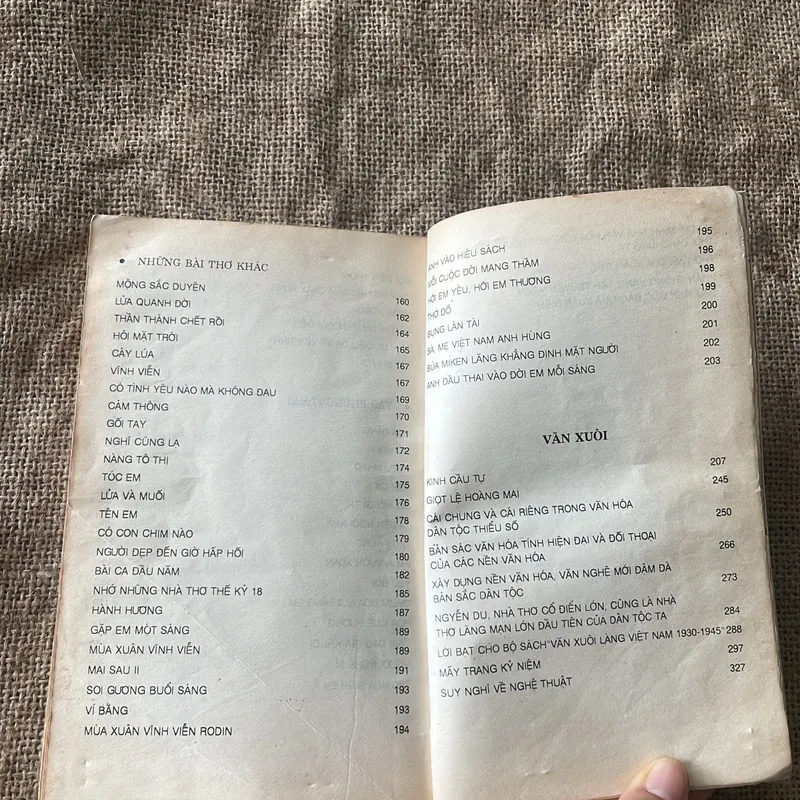 • NHỮNG BÀI THƠ KHÁC
MỘNG SẮC DUYÊN 160
LỬA QUANH ĐỜI 162
THẦN THÁNH CHẾT RỒI 164
HỎI MẶT TRỜI 165
CÂY LÚA 167
VĨNH VIỄN 167
CÓ TÌNH YÊU NÀO MÀ KHÔNG ĐAU 169
CẢM THÔNG 170
GỐI TAY 171
NGHĨ CŨNG LẠ 172
NÀNG TÔ THỊ 174
TÓC EM 175
LỬA VÀ MUỐI 176
TÊN EM 178
CÓ CON CHIM NÀO 179
NGƯỜI ĐẸP ĐẾN GIỜ HẤP HỐI 180
BÀI CA ĐẦU NĂM 182
NHỚ NHỮNG NHÀ THƠ THẾ KỶ 18 185
HÀNH HƯƠNG 187
GẶP EM MỘT SÁNG 189
MÙA XUÂN VĨNH VIỄN 189
MAI SAU II 191
SOI GƯƠNG BUỔI SÁNG 193
VÍ BẰNG 193
MÙA XUÂN VĨNH VIỄN RODIN 194
ANH VÀO HIỆU SÁCH 195
MỖI CUỘC ĐỜI MANG THẦM 196
HỠI EM YÊU, HỠI EM THƯƠNG 198
THƠ ĐỐ 199
BUNG LÂN TÀI 200
BÀ MẸ VIỆT NAM ANH HÙNG 201
BÚA MIKEN LĂNG KHẲNG ĐỊNH MẶT NGƯỜI 202
ANH ĐẦU THAI VÀO ĐỜI EM MỖI SÁNG 203
VĂN XUÔI
KINH CẦU TỰ 207
GIỌT LỆ HOÀNG MAI 245
CÁI CHUNG VÀ CÁI RIÊNG TRONG VĂN HÓA
DÂN TỘC THIỂU SỐ 250
BẢN SẮC VĂN HÓA TÍNH HIỆN ĐẠI VÀ ĐỐI THOẠI
CỦA CÁC NỀN VĂN HÓA 266
XÂY DỰNG NỀN VĂN HÓA, VĂN NGHỆ MỚI ĐẬM ĐÀ
BẢN SẮC DÂN TỘC 273
NGUYỄN DU, NHÀ THƠ CỔ ĐIỂN LỚN, CŨNG LÀ NHÀ
THƠ LÃNG MẠN LỚN ĐẦU TIÊN CỦA DÂN TỘC TA 284
LỜI BẠT CHO BỘ SÁCH "VĂN XUÔI LÃNG VIỆT NAM 1930-1945" 288
MẤY TRANG KỶ NIỆM 297
SUY NGHĨ VỀ NGHỆ THUẬT 327